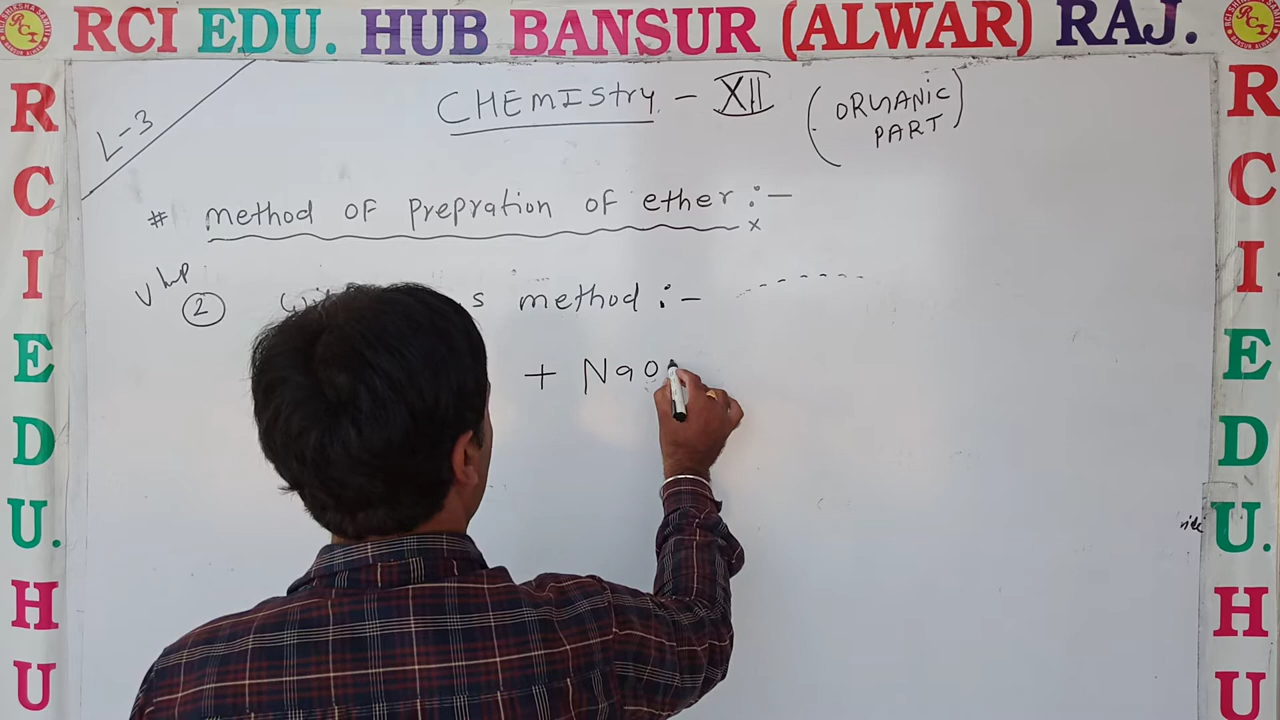 RCI EDU. HUB BANSUR (ALWAR) RAJ.
L-3
CHEMIStry - XII (ORGANIC PART)
# method OF Prepration OF ether :-
V Imp
② s method :-
+ NaO
R
C
I
E
D
U.
H
U
R
C
I
E
D
U.
H
U